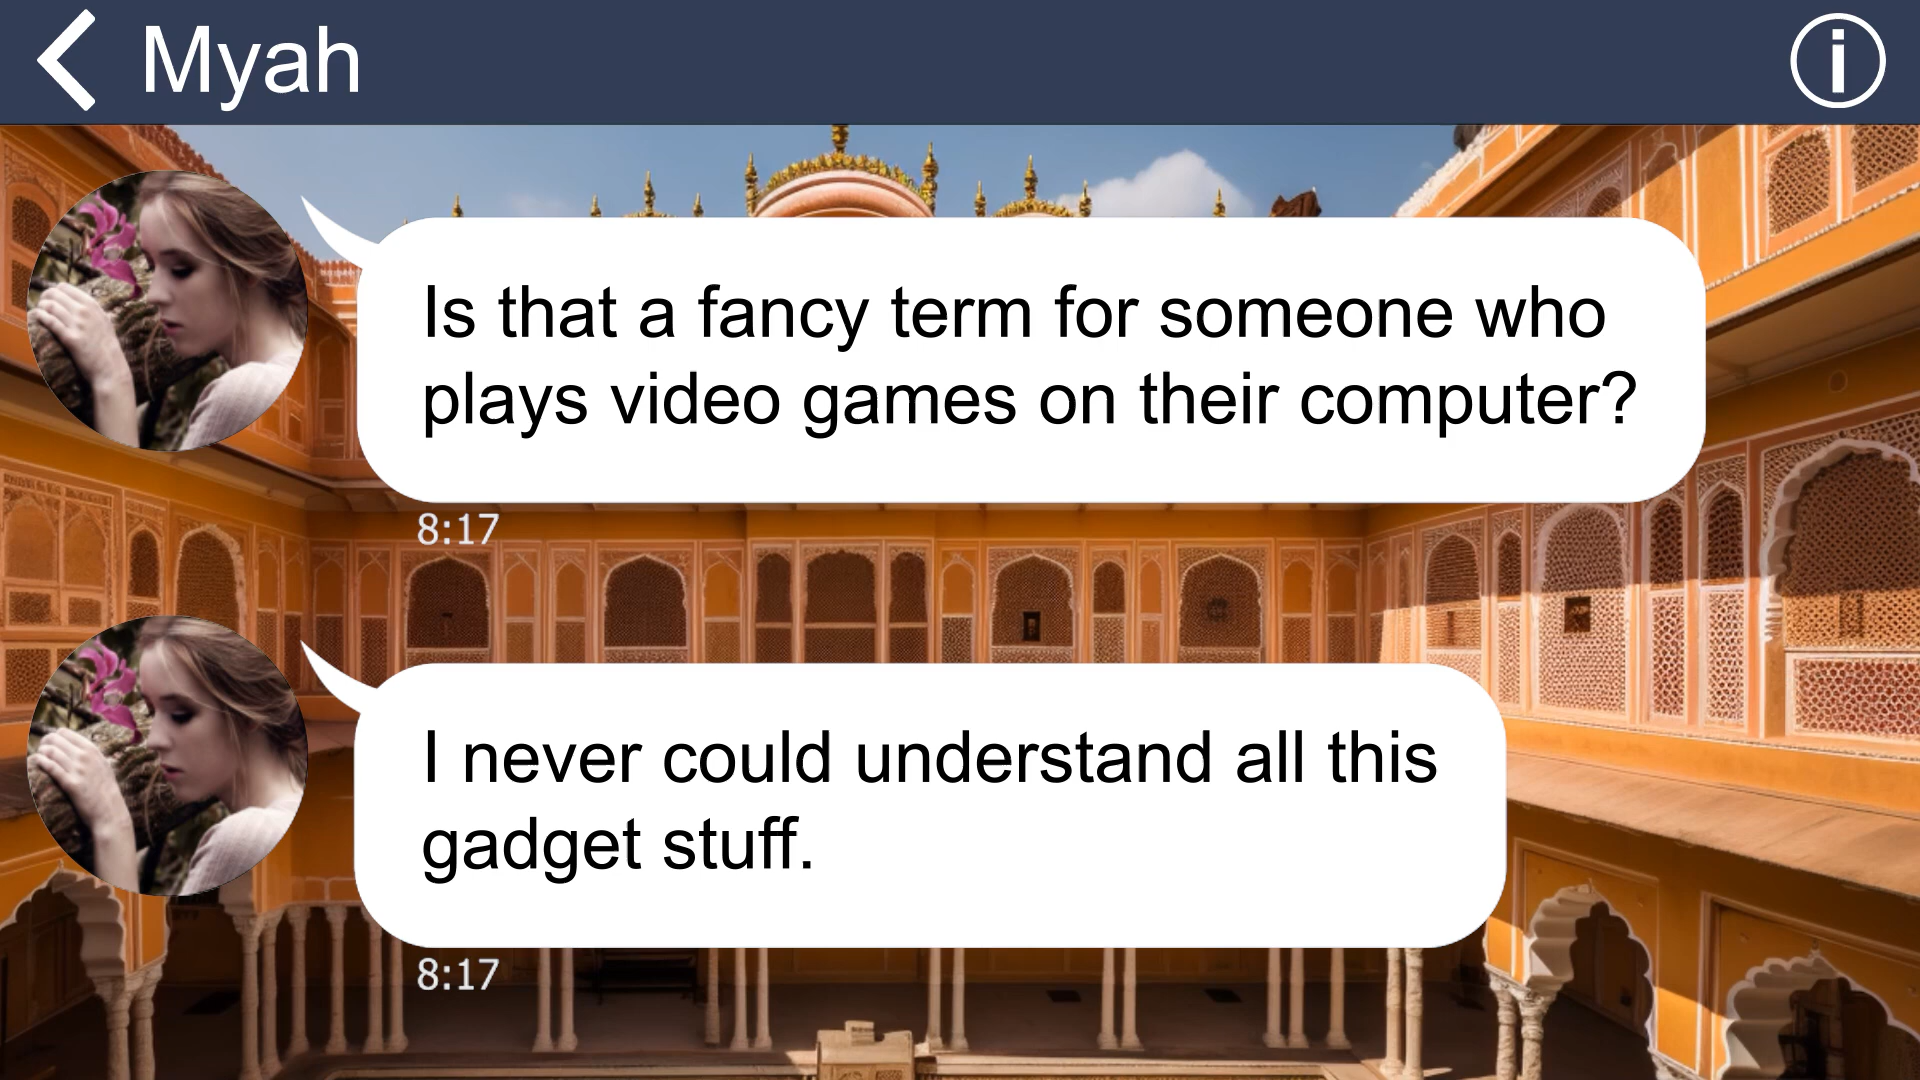 Myah
Is that a fancy term for someone who
plays video games on their computer?
8:17
I never could understand all this
gadget stuff.
8:17